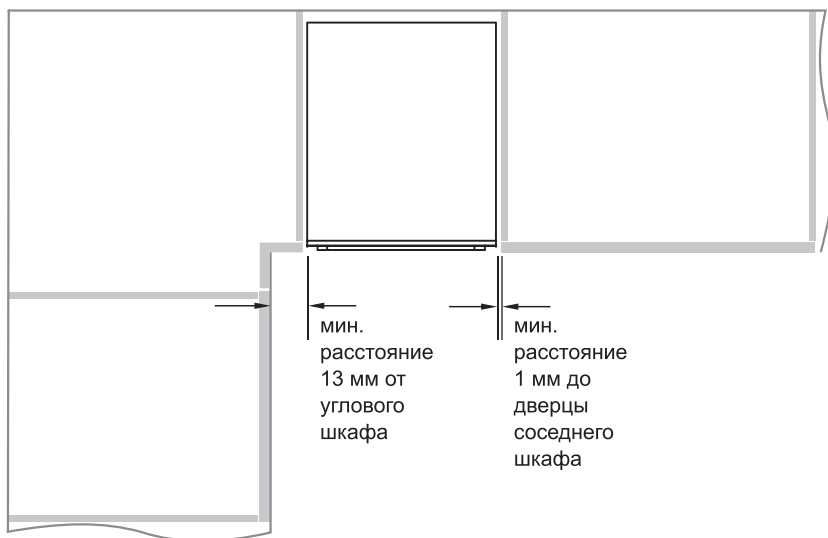 мин.
расстояние
13 мм от
углового
шкафа
мин.
расстояние
1 мм до
дверцы
соседнего
шкафа